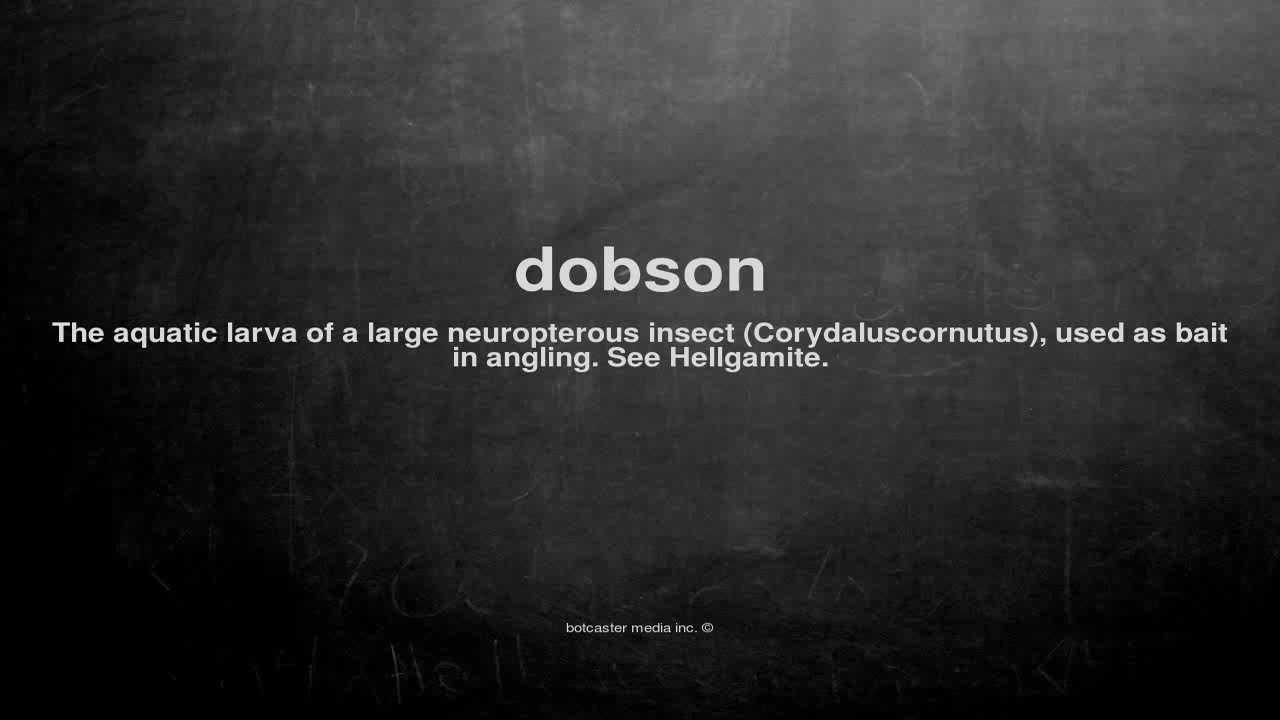 dobson
The aquatic larva of a large neuropterous insect (Corydaluscornutus), used as bait
in angling. See Hellgamite.
botcaster media inc. ©